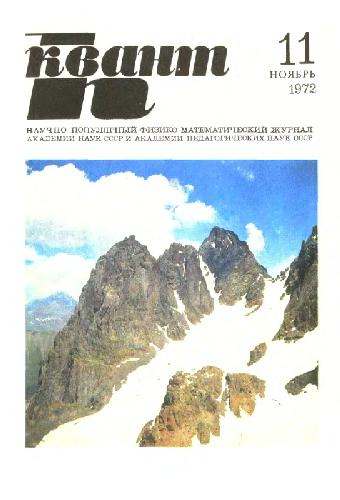 квант
11
НОЯБРЬ
1972
НАУЧНО-ПОПУЛЯРНЫЙ ФИЗИКО-МАТЕМАТИЧЕСКИЙ ЖУРНАЛ
АКАДЕМИИ НАУК СССР И АКАДЕМИИ ПЕДАГОГИЧЕСКИХ НАУК СССР